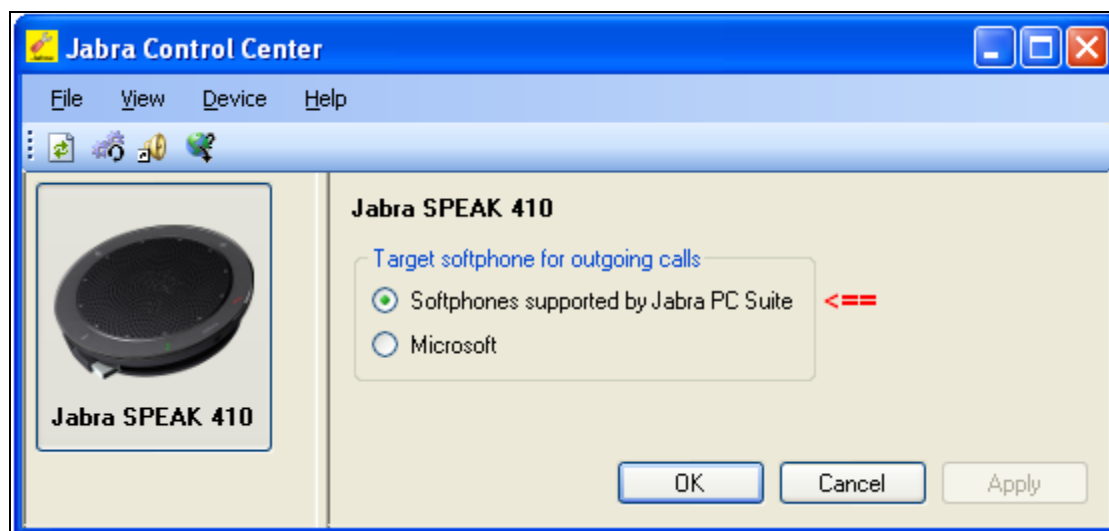 Jabra Control Center
File View Device Help
Jabra SPEAK 410
Jabra SPEAK 410
Target softphone for outgoing calls
Softphones supported by Jabra PC Suite <==
Microsoft
OK Cancel Apply